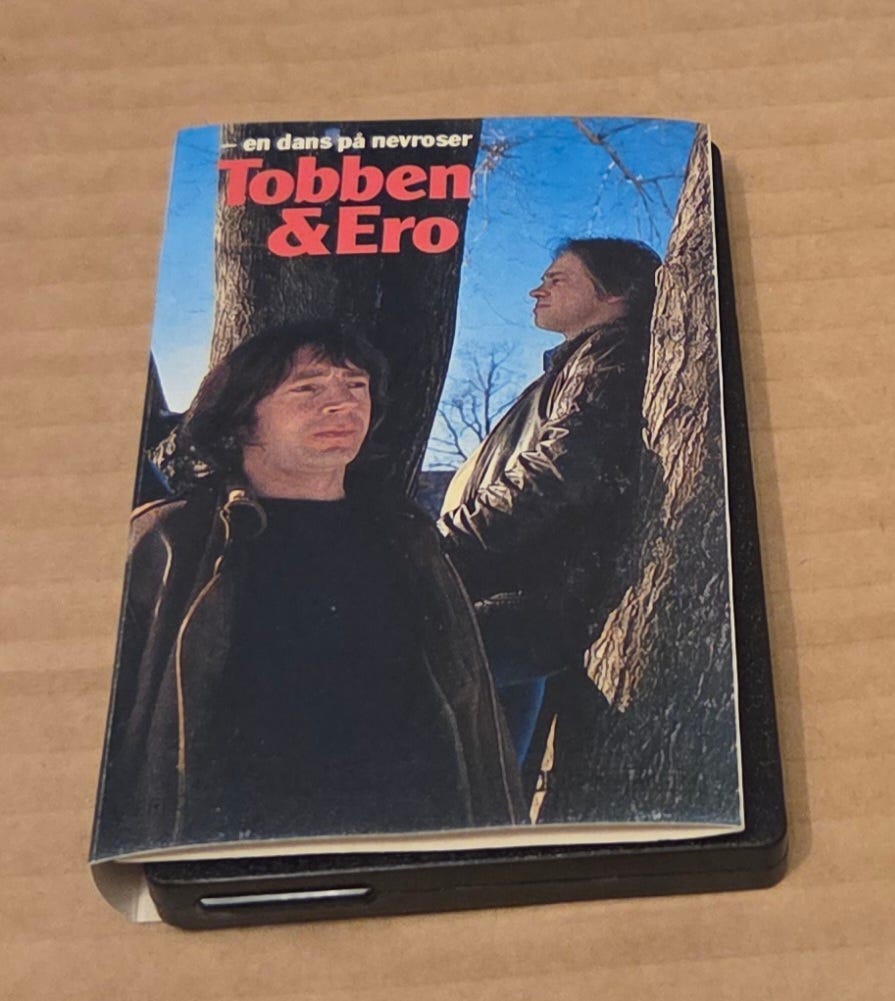 – en dans på nevroser
Tobben
&Ero